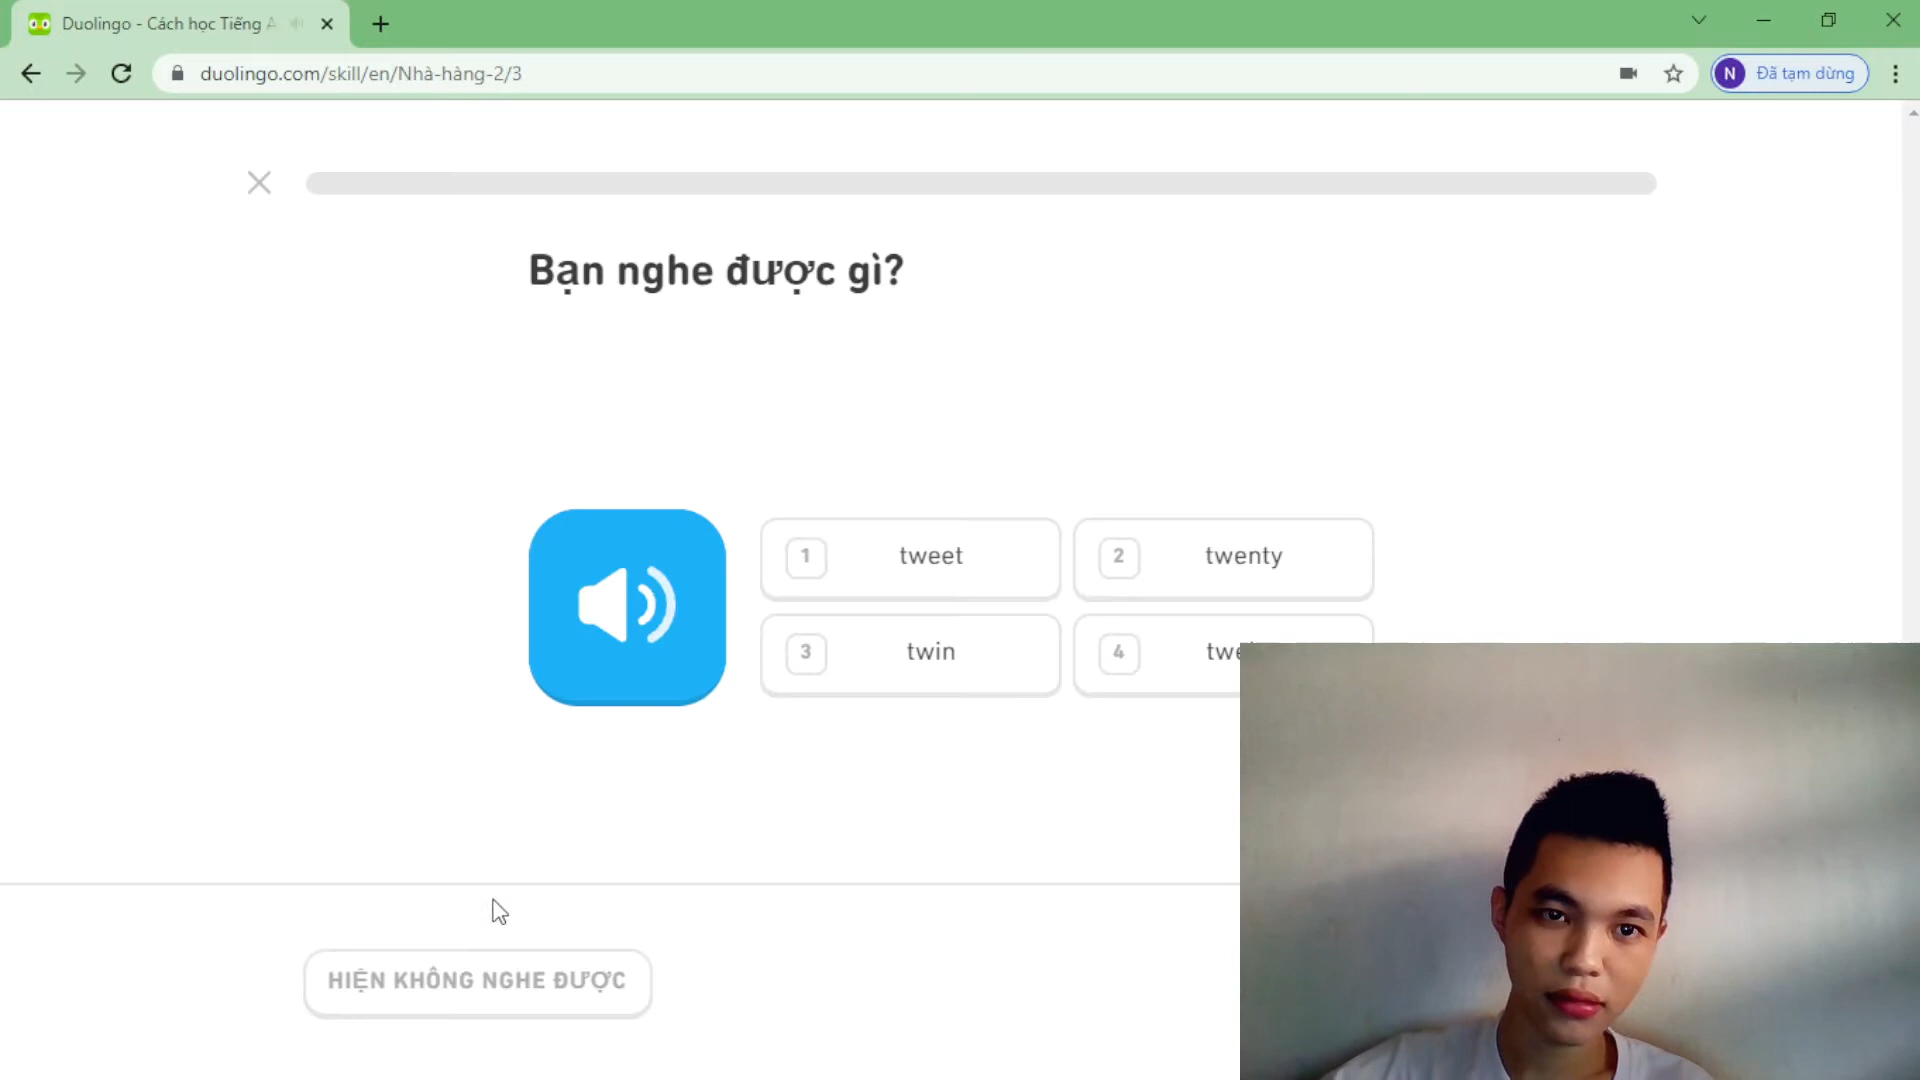 Duolingo - Cách học Tiếng
duolingo.com/skill/en/Nhà-hàng-2/3
N Đã tạm dừng
Bạn nghe được gì?
1 tweet
2 twenty
3 twin
4
HIỆN KHÔNG NGHE ĐƯỢC